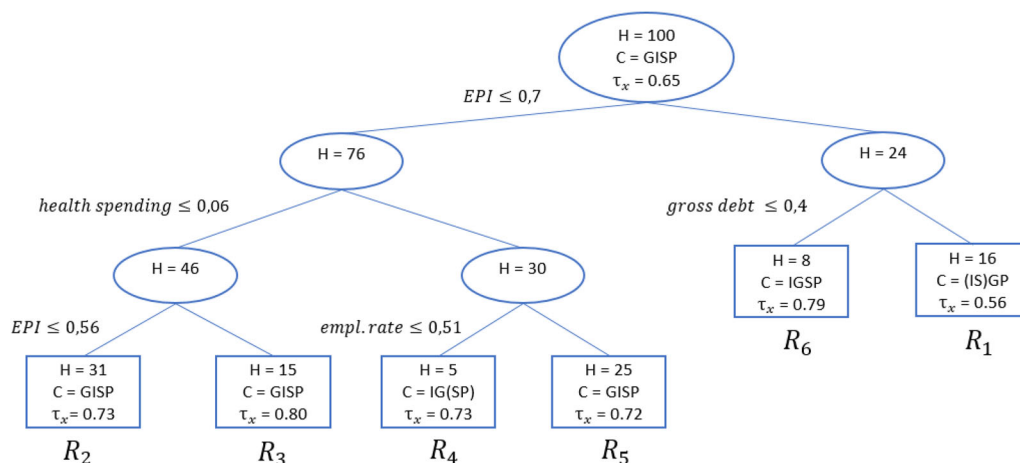 H = 100
C = GISP
τₓ = 0.65
EPI ≤ 0,7
H = 76
H = 24
health spending ≤ 0,06
gross debt ≤ 0,4
H = 46
H = 30
H = 8
C = IGSP
τₓ = 0.79
H = 16
C = (IS)GP
τₓ = 0.56
EPI ≤ 0,56
empl. rate ≤ 0,51
R₆
R₁
H = 31
C = GISP
τₓ= 0.73
H = 15
C = GISP
τₓ = 0.80
H = 5
C = IG(SP)
τₓ = 0.73
H = 25
C = GISP
τₓ = 0.72
R₂
R₃
R₄
R₅